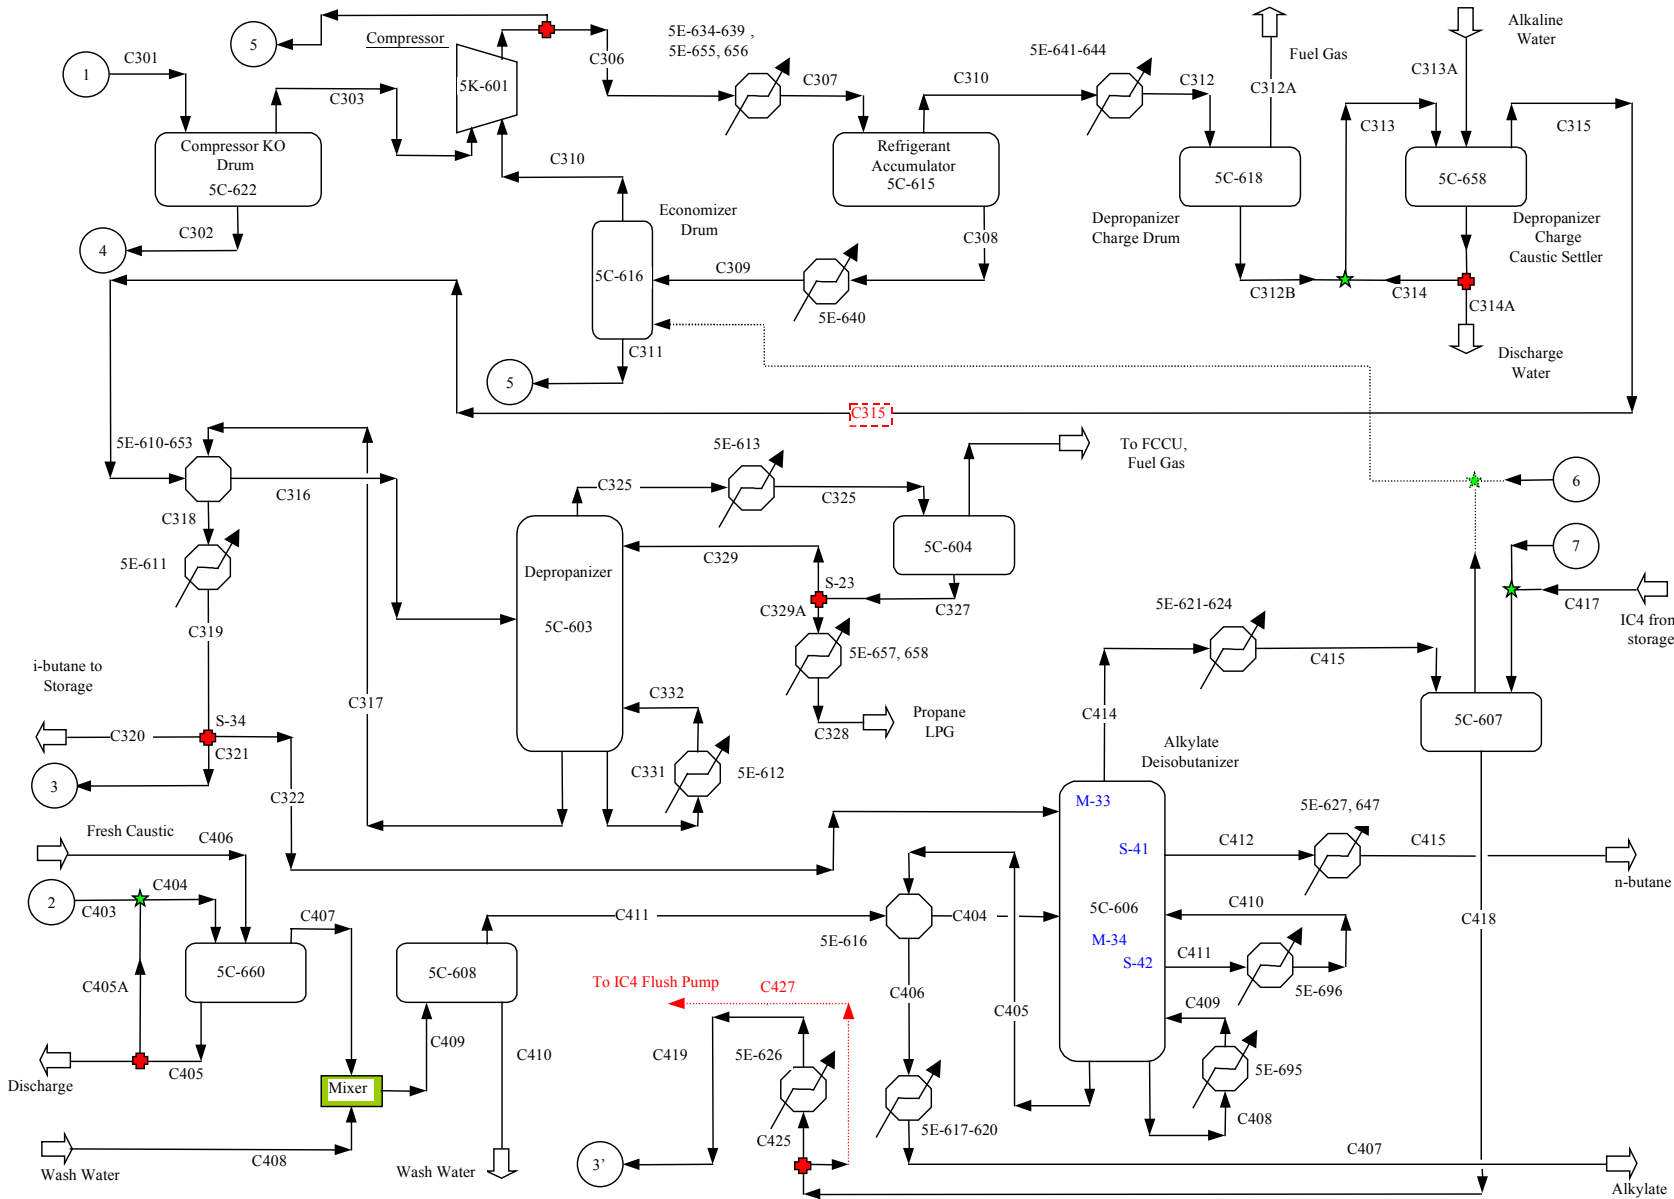 5
Compressor
C306
5E-634-639 ,
5E-655, 656
5E-641-644
Fuel Gas
Alkaline
Water
1
C301
C303
5K-601
C307
C310
C312
C312A
C313A
C313
C315
Compressor KO
Drum
5C-622
C310
Refrigerant
Accumulator
5C-615
5C-618
5C-658
C302
4
Economizer
Drum
C308
Depropanizer
Charge Drum
Depropanizer
Charge
Caustic Settler
5C-616
C309
5E-640
C312B
C314
C314A
C311
5
Discharge
Water
C315
5E-610-653
5E-613
To FCCU,
Fuel Gas
C316
C325
C325
6
C318
5E-611
5C-604
7
Depropanizer
C329
S-23
C329A
C327
5E-621-624
C417
IC4 from
storage
5C-603
C319
5E-657, 658
C415
i-butane to
Storage
C317
C332
C328
Propane
LPG
C414
5C-607
S-34
C320
C321
3
C322
C331
5E-612
Alkylate
Deisobutanizer
M-33
5E-627, 647
Fresh Caustic
C406
S-41
C412
C415
n-butane
2
C403
C404
C407
C411
C404
5C-606
C410
C418
5E-616
M-34
S-42
C411
5C-660
5C-608
C405A
To IC4 Flush Pump
C427
C406
C405
5E-696
C409
C419
5E-626
C409
C410
5E-695
Discharge
C405
Mixer
C425
5E-617-620
C408
Wash Water
C408
Wash Water
3’
C407
Alkylate